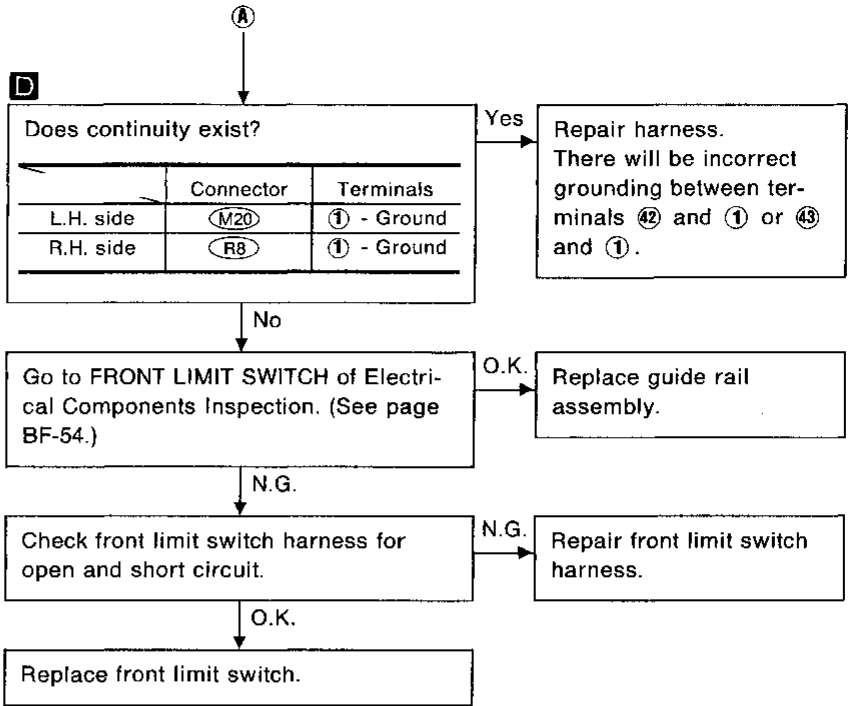 A
D
Does continuity exist?
Connector Terminals
L.H. side M20 1 - Ground
R.H. side R8 1 - Ground
Yes
Repair harness.
There will be incorrect
grounding between ter-
minals 42 and 1 or 43
and 1.
No
Go to FRONT LIMIT SWITCH of Electri-
cal Components Inspection. (See page
BF-54.)
O.K.
Replace guide rail
assembly.
N.G.
Check front limit switch harness for
open and short circuit.
N.G.
Repair front limit switch
harness.
O.K.
Replace front limit switch.